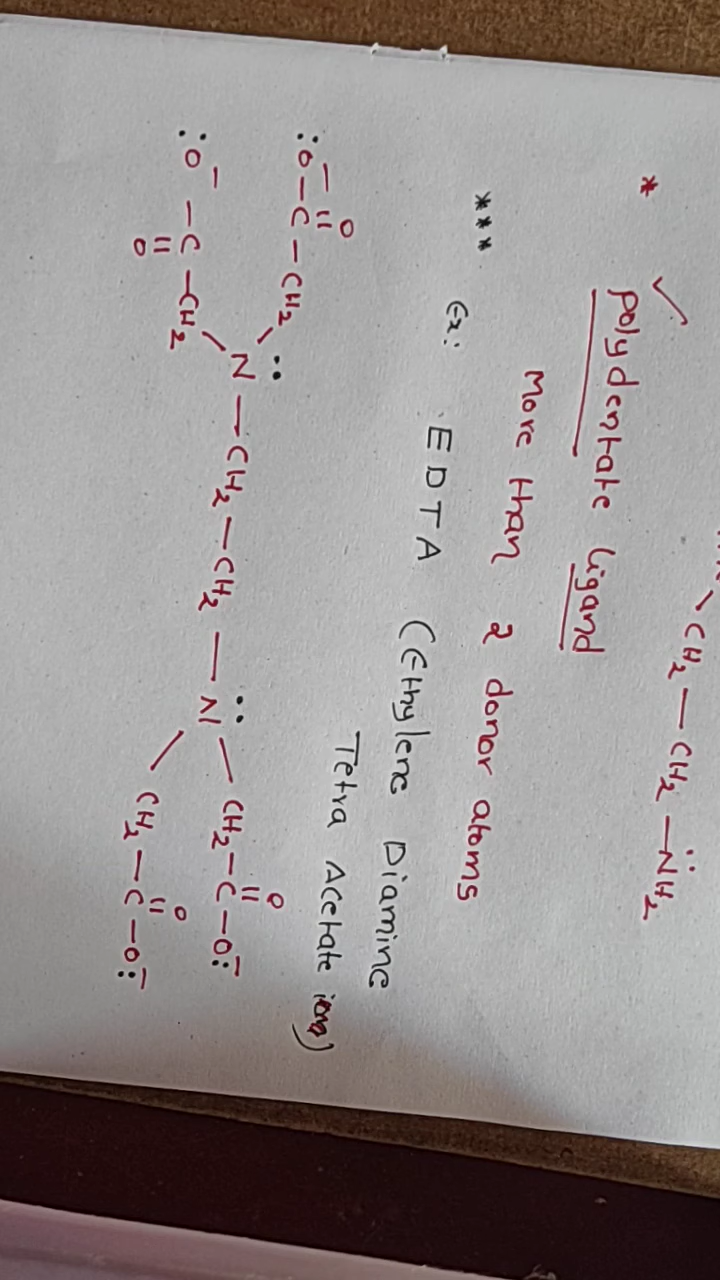 CH₂ — CH₂ — N̈H₂
* ✓ Polydentate ligand
More than 2 donor atoms
*** Ex: EDTA (Ethylene Diamine
Tetra Acetate ion)
:O⁻ — C — CH₂
O
N — CH₂ — CH₂ — N
CH₂ — C — O⁻:
O
:O⁻ — C — CH₂
O
CH₂ — C — O⁻:
O